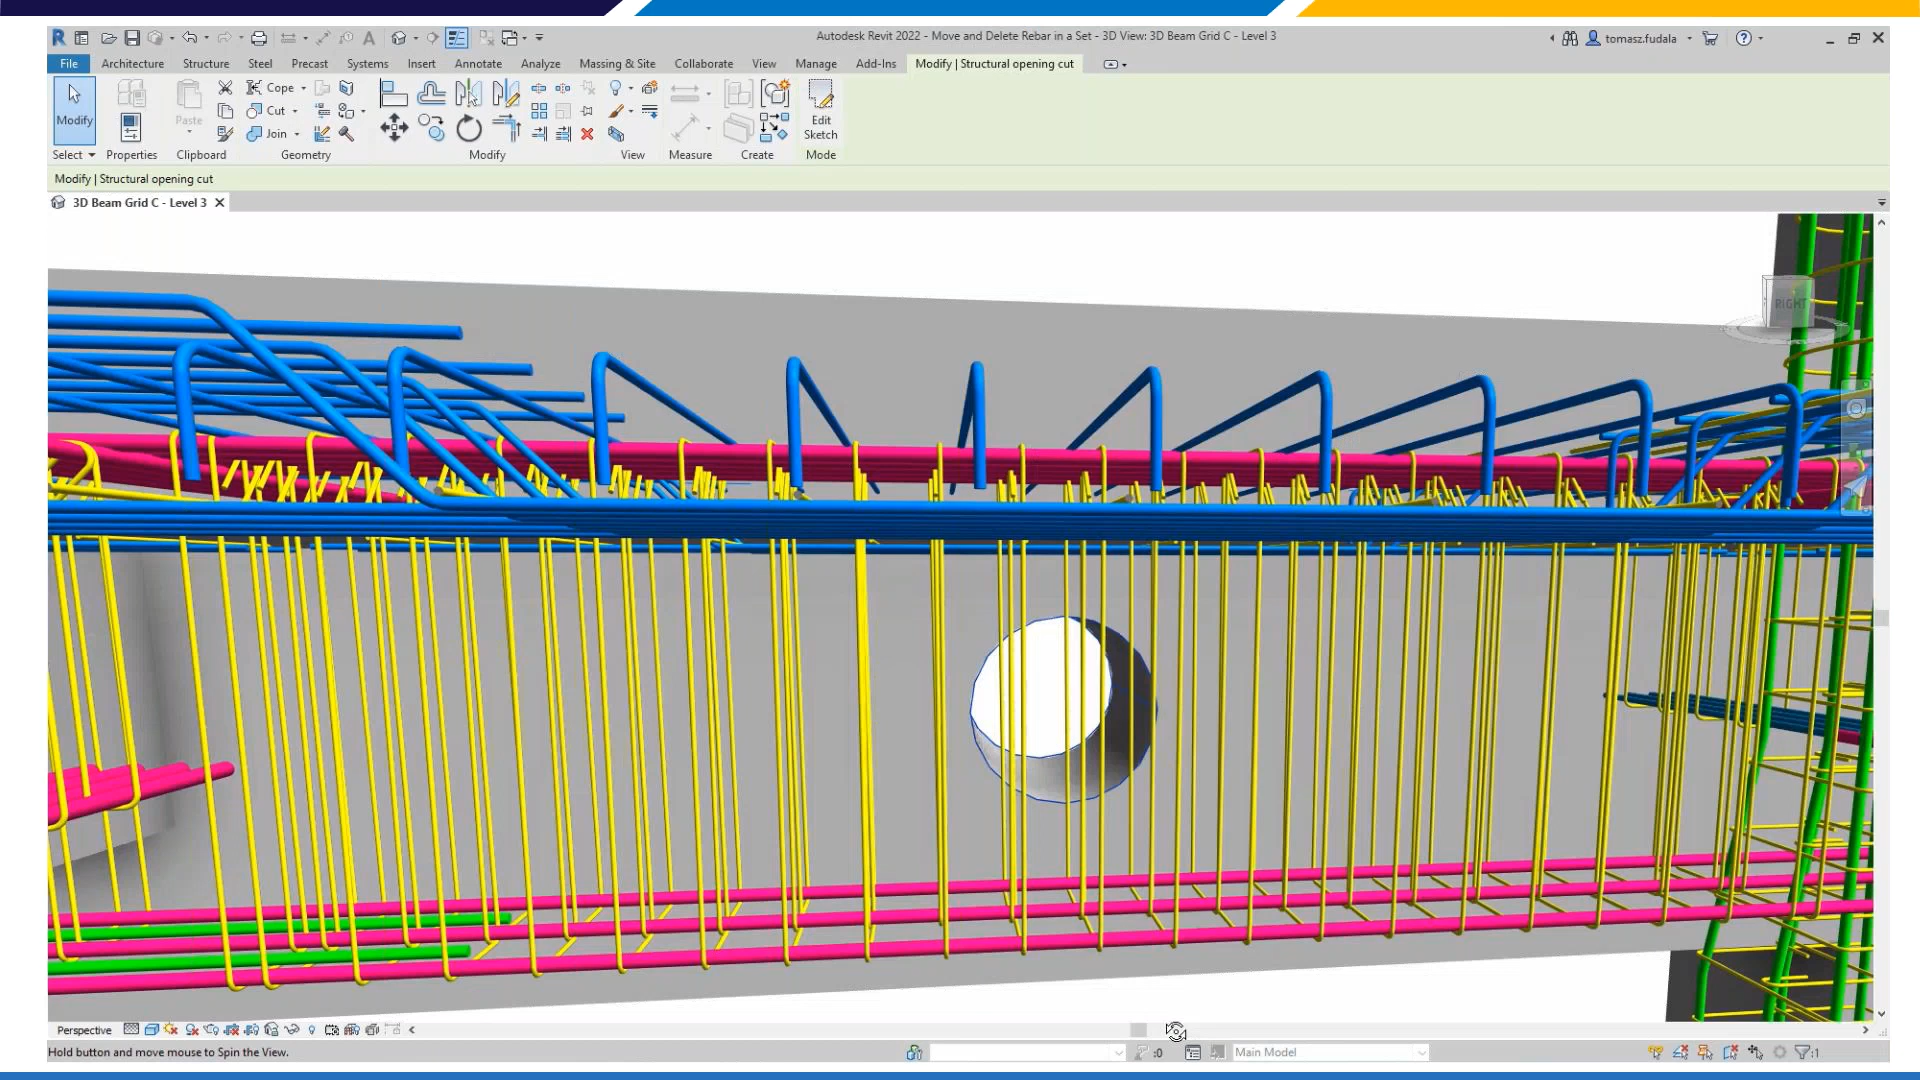 Autodesk Revit 2022 - Move and Delete Rebar in a Set - 3D View: 3D Beam Grid C - Level 3
tomasz.fudala
File Architecture Structure Steel Precast Systems Insert Annotate Analyze Massing & Site Collaborate View Manage Add-Ins Modify | Structural opening cut
Modify Paste Cope Cut Join Edit Sketch
Select Properties Clipboard Geometry Modify View Measure Create Mode
Modify | Structural opening cut
3D Beam Grid C - Level 3
RIGHT
Perspective
Hold button and move mouse to Spin the View.
:0
Main Model
:1